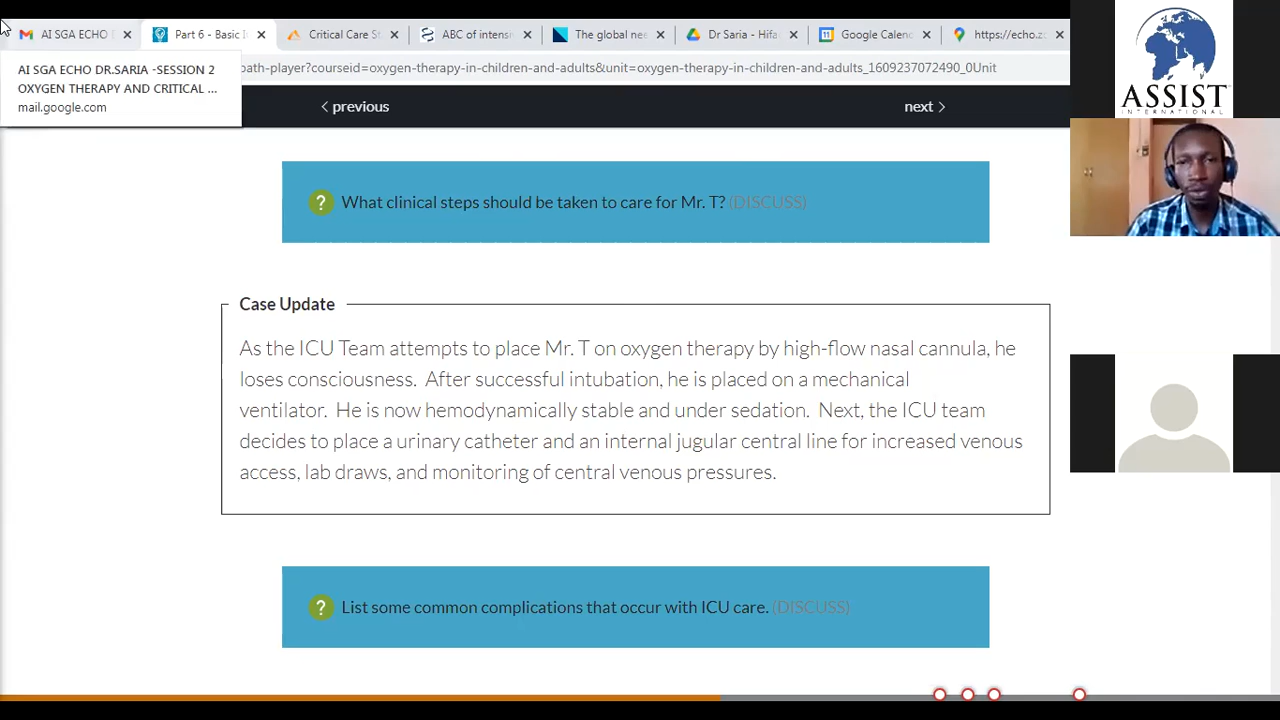 AI SGA ECHO
Part 6 - Basic I
Critical Care S
ABC of intens
The global nee
Dr Saria - Hifa
Google Calen
https://echo.z
AI SGA ECHO DR.SARIA -SESSION 2
OXYGEN THERAPY AND CRITICAL ...
mail.google.com
path-player?courseid=oxygen-therapy-in-children-and-adults&unit=oxygen-therapy-in-children-and-adults_1609237072490_0Unit
< previous
next >
ASSIST
INTERNATIONAL
? What clinical steps should be taken to care for Mr. T? (DISCUSS)
Case Update
As the ICU Team attempts to place Mr. T on oxygen therapy by high-flow nasal cannula, he
loses consciousness. After successful intubation, he is placed on a mechanical
ventilator. He is now hemodynamically stable and under sedation. Next, the ICU team
decides to place a urinary catheter and an internal jugular central line for increased venous
access, lab draws, and monitoring of central venous pressures.
? List some common complications that occur with ICU care. (DISCUSS)